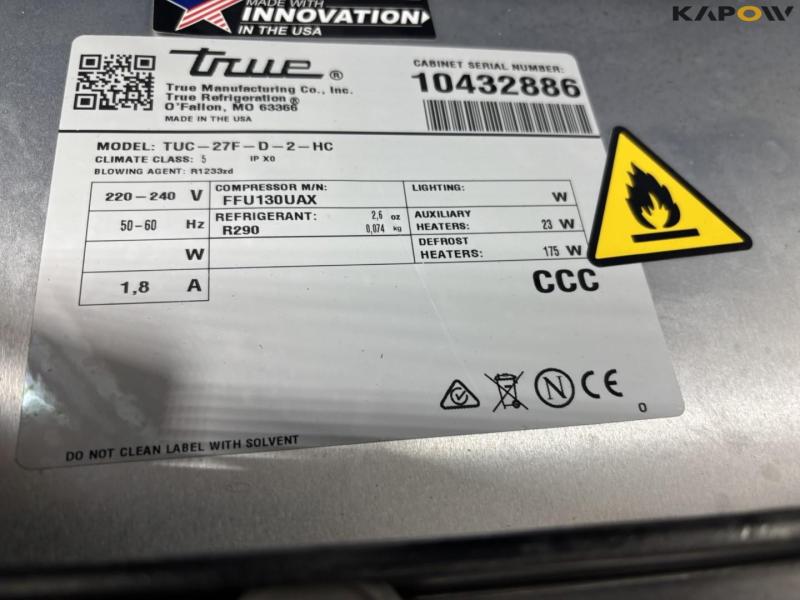 MADE WITH
INNOVATION
IN THE USA
KAPOW
true®
True Manufacturing Co., Inc.
True Refrigeration®
O'Fallon, MO 63366
MADE IN THE USA
CABINET SERIAL NUMBER:
10432886
MODEL: TUC-27F-D-2-HC
CLIMATE CLASS: 5 IP X0
BLOWING AGENT: R1233zd
220-240 V
50-60 Hz
W
1,8 A
COMPRESSOR M/N:
FFU130UAX
REFRIGERANT: 2,6 oz
R290 0,074 kg
LIGHTING: W
AUXILIARY
HEATERS: 23 W
DEFROST
HEATERS: 175 W
CCC
N CE
0
DO NOT CLEAN LABEL WITH SOLVENT